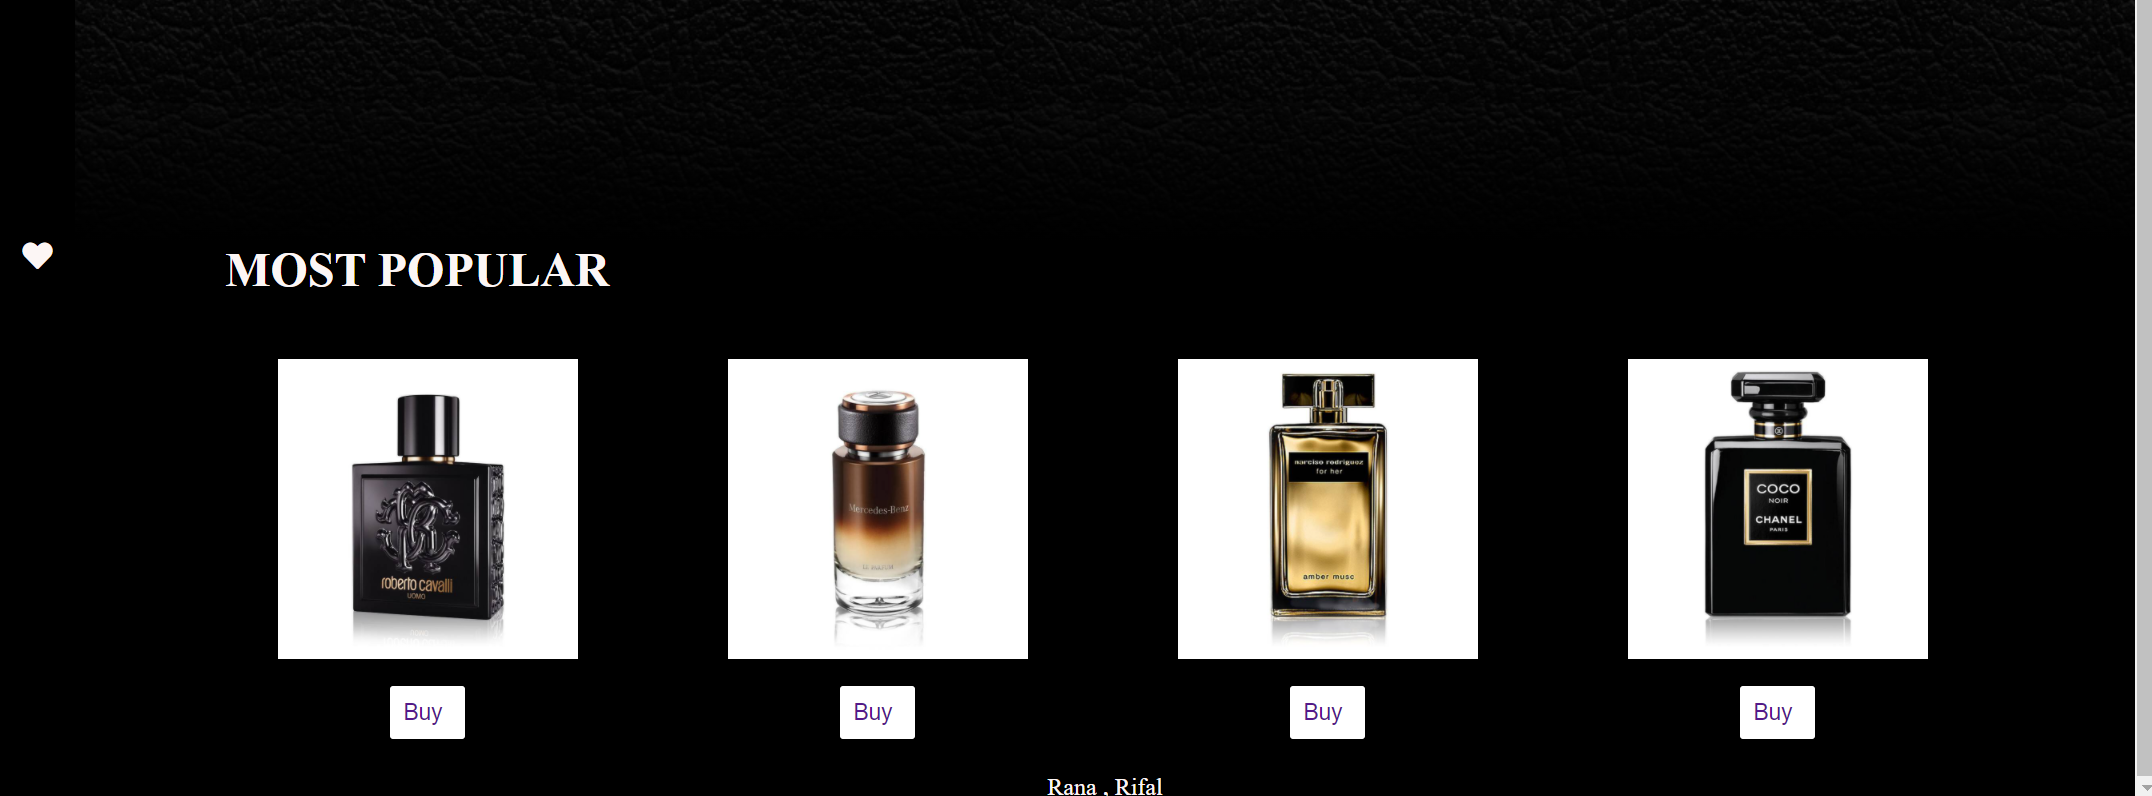 MOST POPULAR
roberto cavalli
UOMO
Mercedes-Benz
LE PARFUM
narciso rodriguez
for her
amber musc
COCO
NOIR
CHANEL
PARIS
Buy
Buy
Buy
Buy
Rana , Rifal